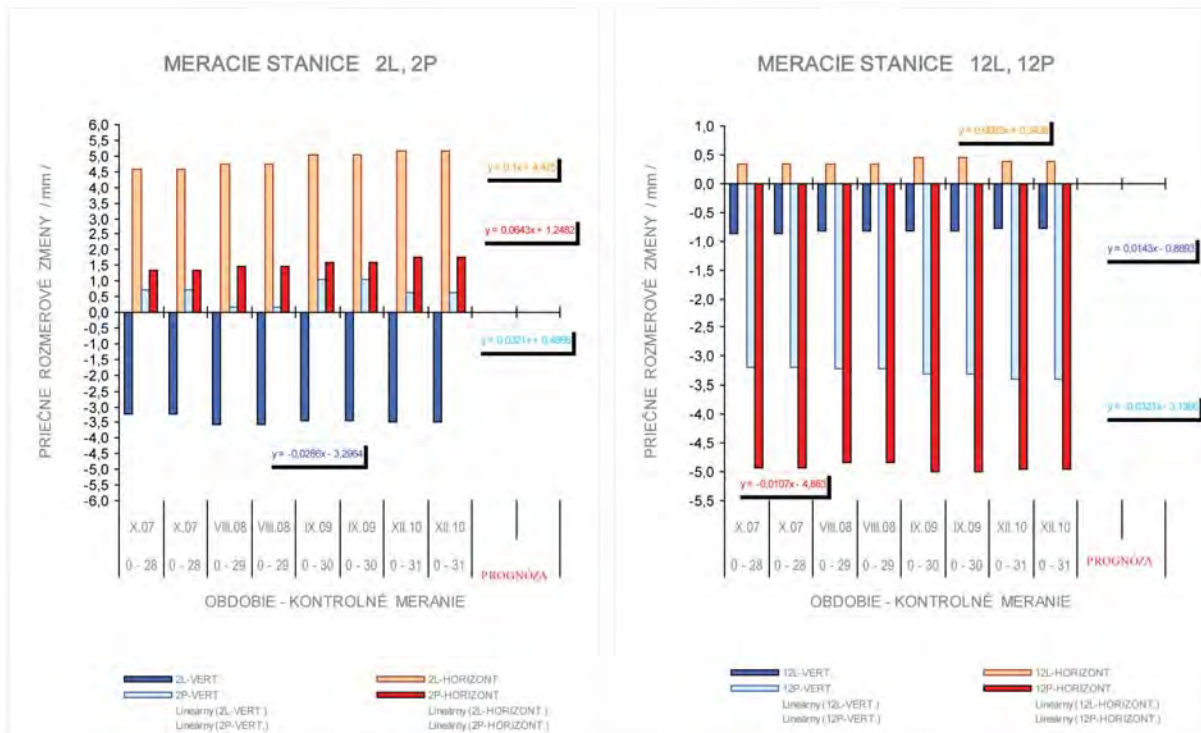 MERACIE STANICE 2L, 2P
PRIEČNE ROZMEROVÉ ZMENY / mm /
6,0
5,5
5,0
4,5
4,0
3,5
3,0
2,5
2,0
1,5
1,0
0,5
0,0
-0,5
-1,0
-1,5
-2,0
-2,5
-3,0
-3,5
-4,0
-4,5
-5,0
-5,5
-6,0
y = 0,1x + 4,425
y = 0,0643x + 1,2482
y = -0,0286x - 3,2964
X.07 X.07 VIII.08 VIII.08 IX.09 IX.09 XII.10 XII.10
0 - 28 0 - 28 0 - 29 0 - 29 0 - 30 0 - 30 0 - 31 0 - 31 PROGNÓZA
OBDOBIE - KONTROLNÉ MERANIE
2L-VERT. 2L-HORIZONT.
2P-VERT. 2P-HORIZONT.
Lineárny (2L-VERT.) Lineárny (2L-HORIZONT.)
Lineárny (2P-VERT.) Lineárny (2P-HORIZONT.)
MERACIE STANICE 12L, 12P
PRIEČNE ROZMEROVÉ ZMENY / mm /
1,0
0,5
0,0
-0,5
-1,0
-1,5
-2,0
-2,5
-3,0
-3,5
-4,0
-4,5
-5,0
-5,5
y = 0,0143x - 0,8893
y = -0,0107x - 4,863
X.07 X.07 VIII.08 VIII.08 IX.09 IX.09 XII.10 XII.10
0 - 28 0 - 28 0 - 29 0 - 29 0 - 30 0 - 30 0 - 31 0 - 31 PROGNÓZA
OBDOBIE - KONTROLNÉ MERANIE
12L-VERT. 12L-HORIZONT.
12P-VERT. 12P-HORIZONT.
Lineárny (12L-VERT.) Lineárny (12L-HORIZONT.)
Lineárny (12P-VERT.) Lineárny (12P-HORIZONT.)